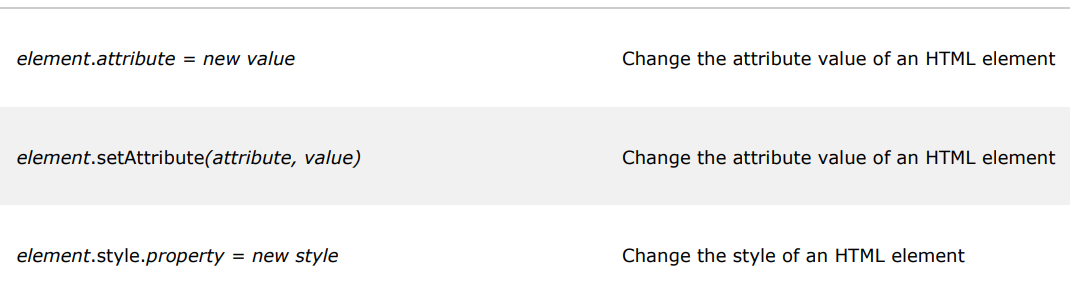 element.attribute = new value Change the attribute value of an HTML element
element.setAttribute(attribute, value) Change the attribute value of an HTML element
element.style.property = new style Change the style of an HTML element